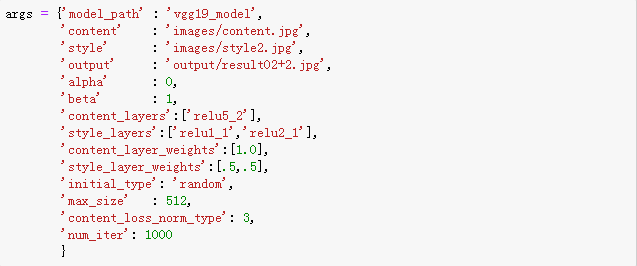 args = {'model_path' : 'vgg19_model',
'content'    : 'images/content.jpg',
'style'      : 'images/style2.jpg',
'output'     : 'output/result02+2.jpg',
'alpha'      : 0,
'beta'       : 1,
'content_layers':['relu5_2'],
'style_layers':['relu1_1','relu2_1'],
'content_layer_weights':[1.0],
'style_layer_weights':[.5,.5],
'initial_type': 'random',
'max_size'   : 512,
'content_loss_norm_type': 3,
'num_iter': 1000
}